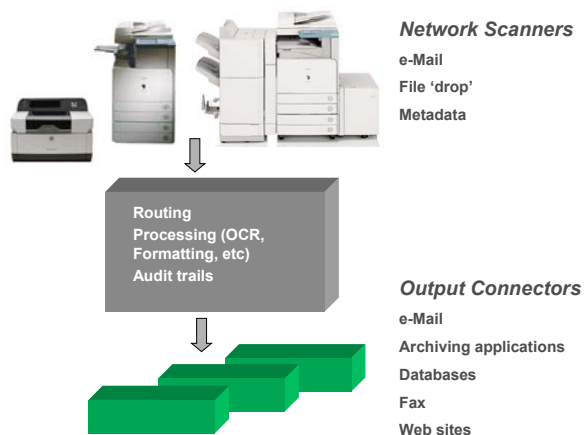 Network Scanners
e-Mail
File ‘drop’
Metadata
Routing
Processing (OCR,
Formatting, etc)
Audit trails
Output Connectors
e-Mail
Archiving applications
Databases
Fax
Web sites